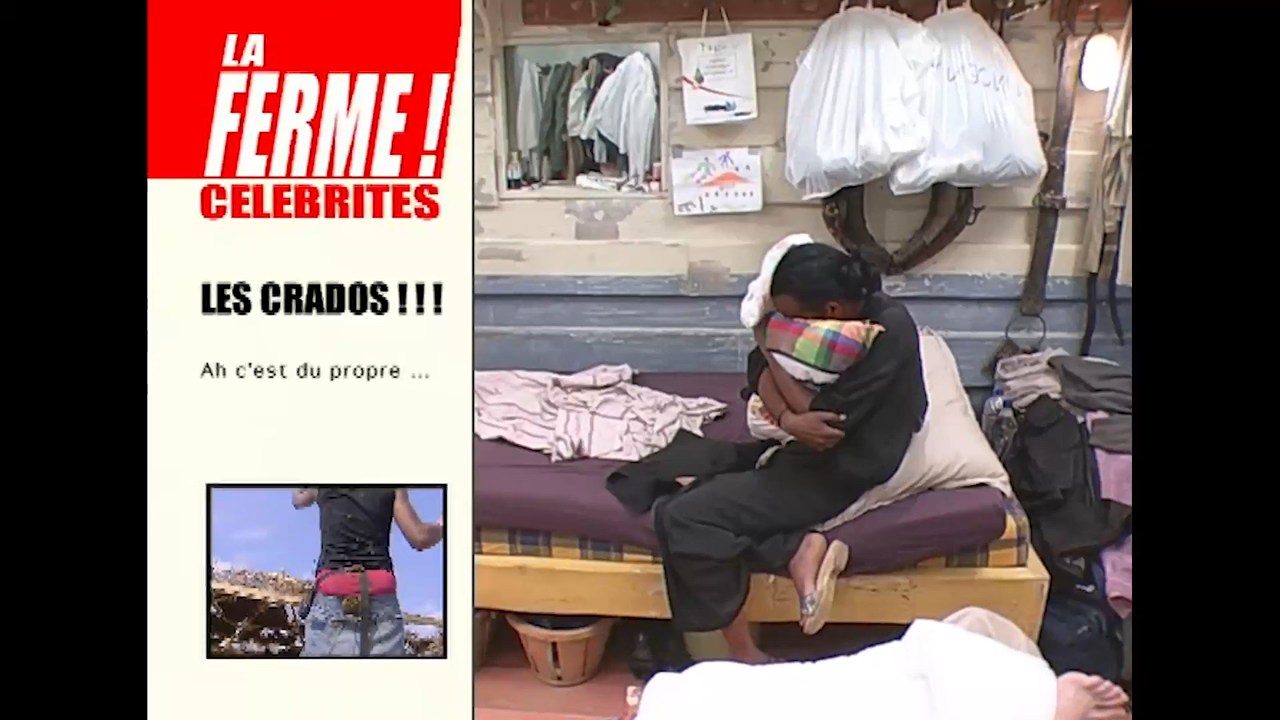 LA
FERME !
CELEBRITES
LES CRADOS ! ! !
Ah c'est du propre ...